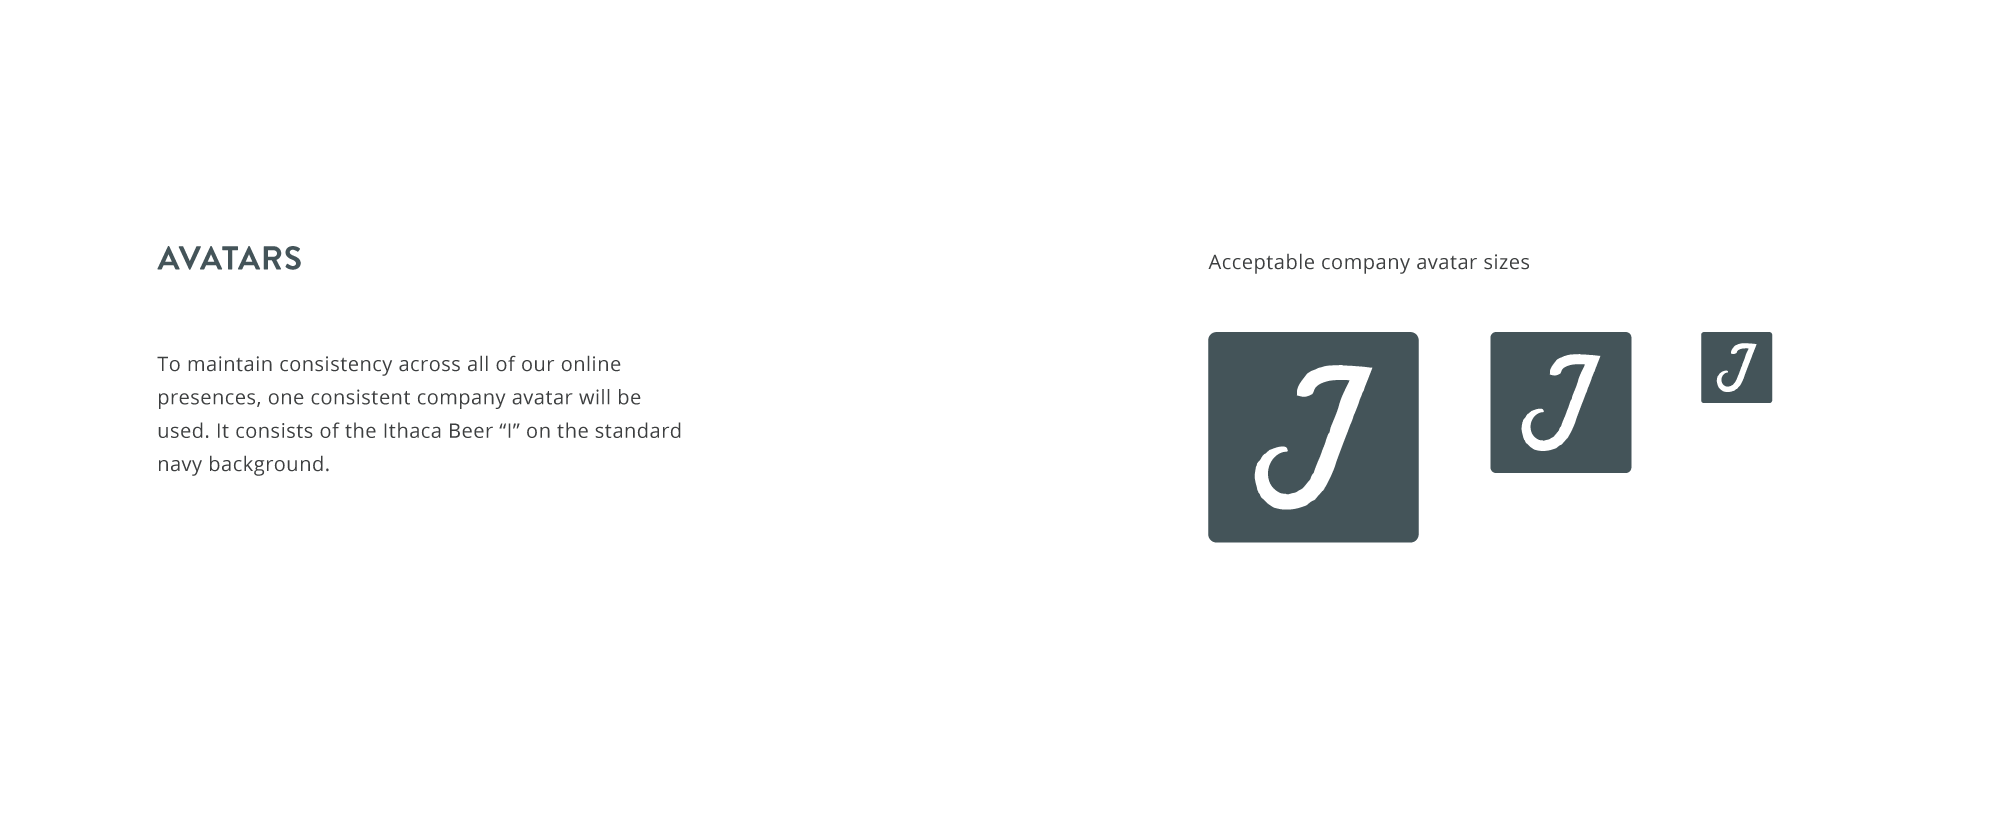 AVATARS
To maintain consistency across all of our online
presences, one consistent company avatar will be
used. It consists of the Ithaca Beer “I” on the standard
navy background.
Acceptable company avatar sizes
I
I
I